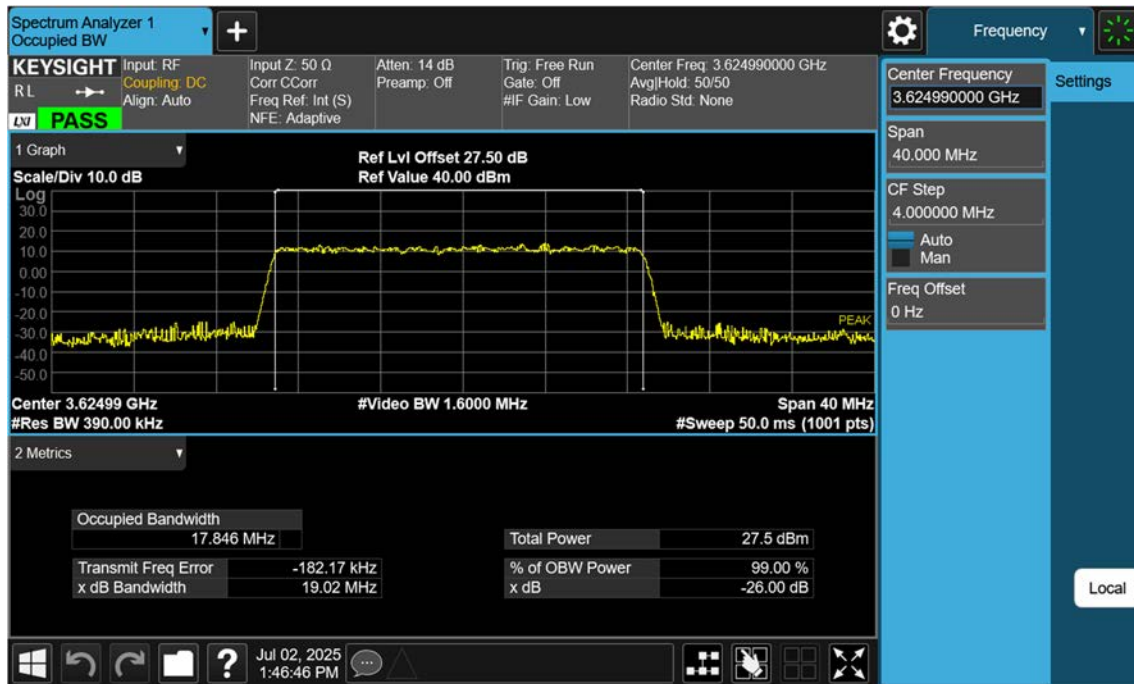 Spectrum Analyzer 1
Occupied BW
+
Frequency
KEYSIGHT
R L
LXI
PASS
Input: RF
Coupling: DC
Align: Auto
Input Z: 50 Ω
Corr CCorr
Freq Ref: Int (S)
NFE: Adaptive
Atten: 14 dB
Preamp: Off
Trig: Free Run
Gate: Off
#IF Gain: Low
Center Freq: 3.624990000 GHz
Avg|Hold: 50/50
Radio Std: None
Center Frequency
3.624990000 GHz
Settings
Span
40.000 MHz
CF Step
4.000000 MHz
Auto
Man
Freq Offset
0 Hz
Local
1 Graph
Scale/Div 10.0 dB
Ref Lvl Offset 27.50 dB
Ref Value 40.00 dBm
Log
30.0
20.0
10.0
0.00
-10.0
-20.0
-30.0
-40.0
-50.0
PEAK
Center 3.62499 GHz
#Res BW 390.00 kHz
#Video BW 1.6000 MHz
Span 40 MHz
#Sweep 50.0 ms (1001 pts)
2 Metrics
Occupied Bandwidth
17.846 MHz
Transmit Freq Error -182.17 kHz
x dB Bandwidth 19.02 MHz
Total Power 27.5 dBm
% of OBW Power 99.00 %
x dB -26.00 dB
?
Jul 02, 2025
1:46:46 PM